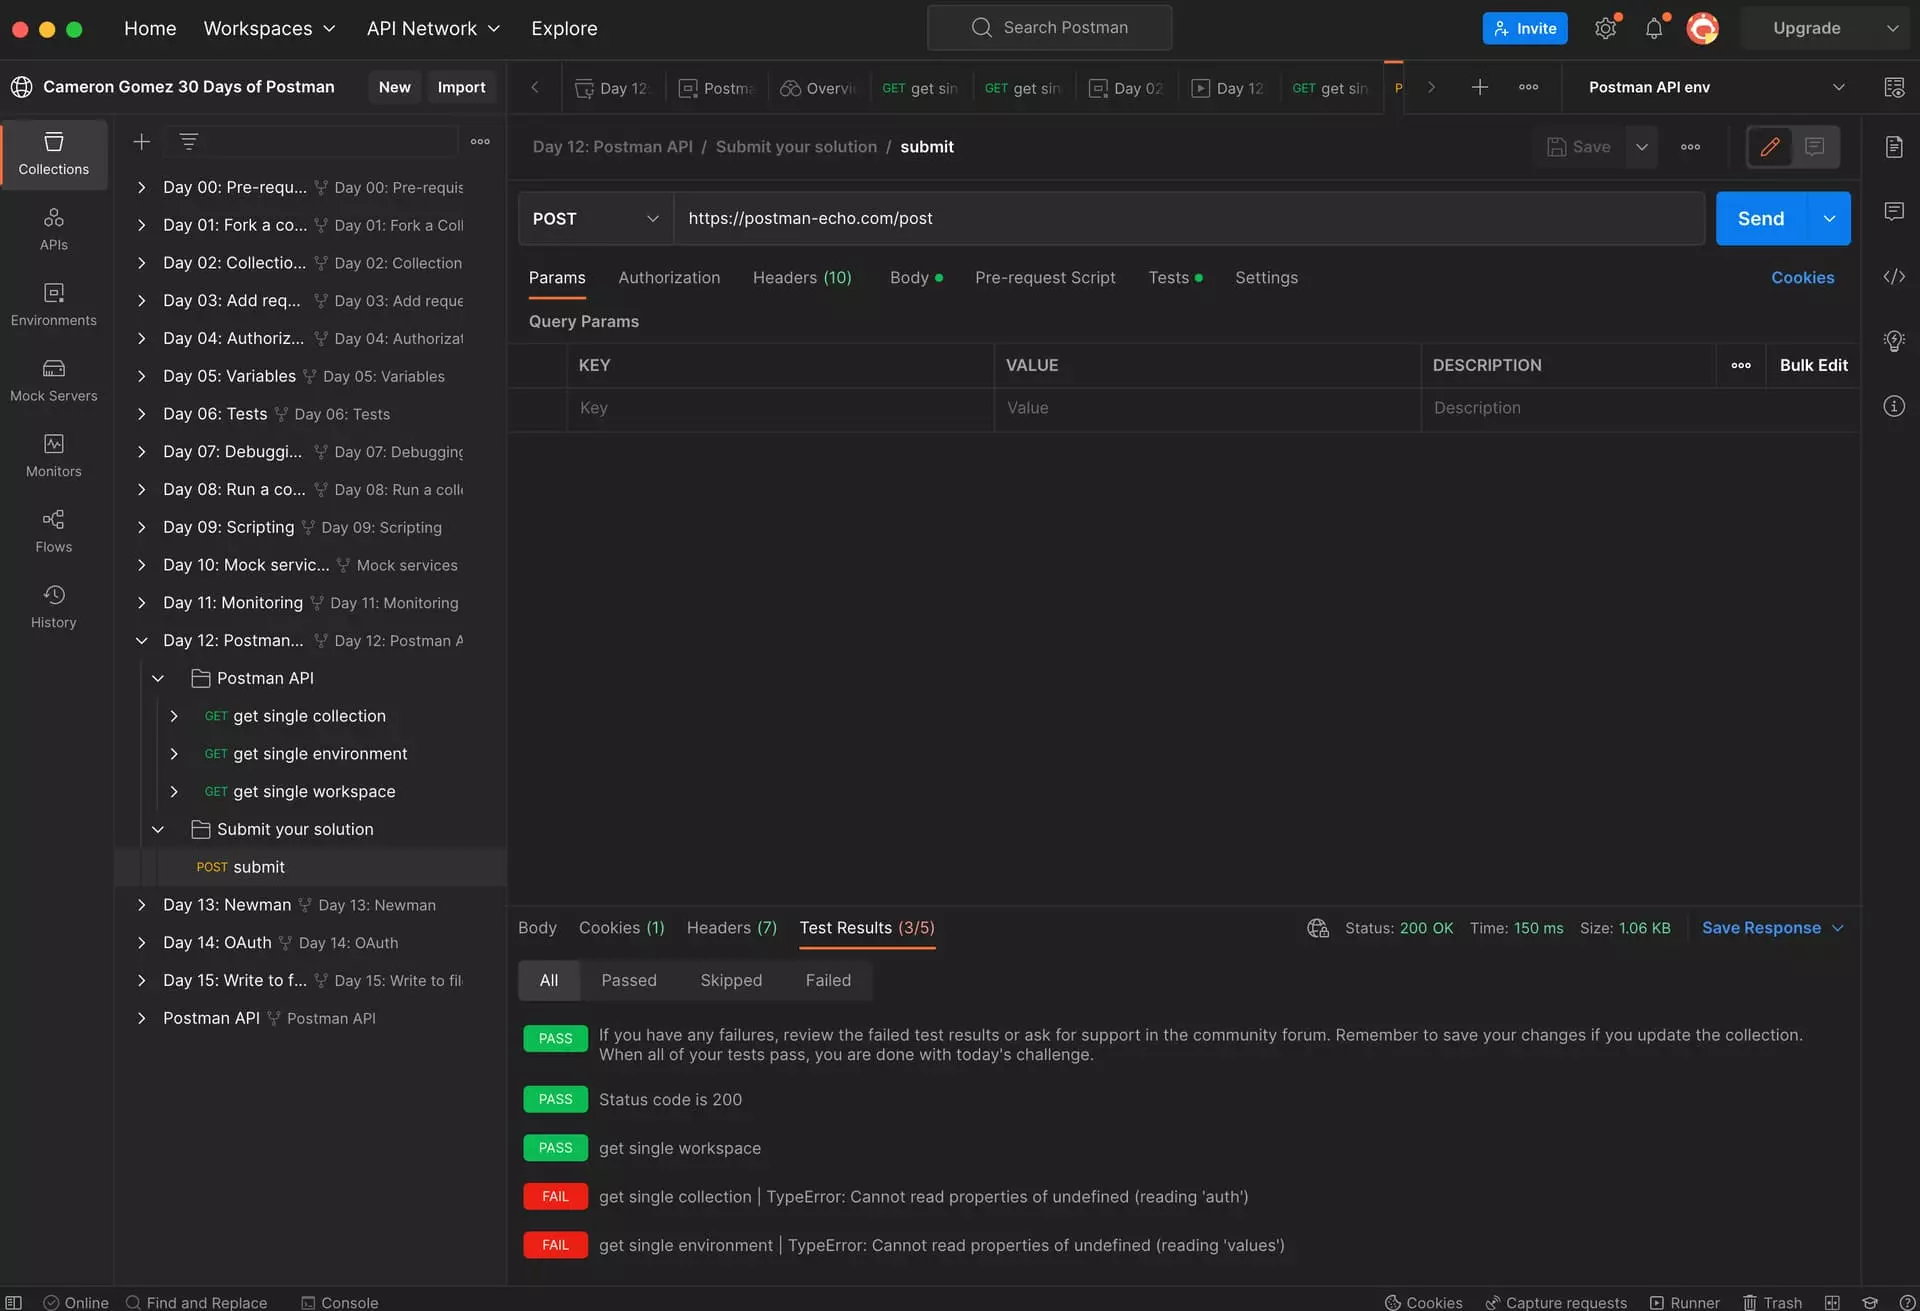 Home Workspaces API Network Explore Search Postman Invite Upgrade
Cameron Gomez 30 Days of Postman New Import
Day 12: Postma Overvi GET get sin GET get sin Day 02 Day 12 GET get sin P Postman API env
Collections
APIs
Environments
Mock Servers
Monitors
Flows
History
Day 00: Pre-requ... Day 00: Pre-requis
Day 01: Fork a co... Day 01: Fork a Coll
Day 02: Collectio... Day 02: Collection
Day 03: Add req... Day 03: Add reque
Day 04: Authoriz... Day 04: Authorizat
Day 05: Variables Day 05: Variables
Day 06: Tests Day 06: Tests
Day 07: Debuggi... Day 07: Debugging
Day 08: Run a co... Day 08: Run a coll
Day 09: Scripting Day 09: Scripting
Day 10: Mock servic... Mock services
Day 11: Monitoring Day 11: Monitoring
Day 12: Postman... Day 12: Postman A
Postman API
GET get single collection
GET get single environment
GET get single workspace
Submit your solution
POST submit
Day 13: Newman Day 13: Newman
Day 14: OAuth Day 14: OAuth
Day 15: Write to f... Day 15: Write to fil
Postman API Postman API
Day 12: Postman API / Submit your solution / submit Save
POST https://postman-echo.com/post Send
Params Authorization Headers (10) Body Pre-request Script Tests Settings Cookies
Query Params
KEY VALUE DESCRIPTION Bulk Edit
Key Value Description
Body Cookies (1) Headers (7) Test Results (3/5) Status: 200 OK Time: 150 ms Size: 1.06 KB Save Response
All Passed Skipped Failed
PASS If you have any failures, review the failed test results or ask for support in the community forum. Remember to save your changes if you update the collection.
When all of your tests pass, you are done with today's challenge.
PASS Status code is 200
PASS get single workspace
FAIL get single collection | TypeError: Cannot read properties of undefined (reading 'auth')
FAIL get single environment | TypeError: Cannot read properties of undefined (reading 'values')
Online Find and Replace Console Cookies Capture requests Runner Trash